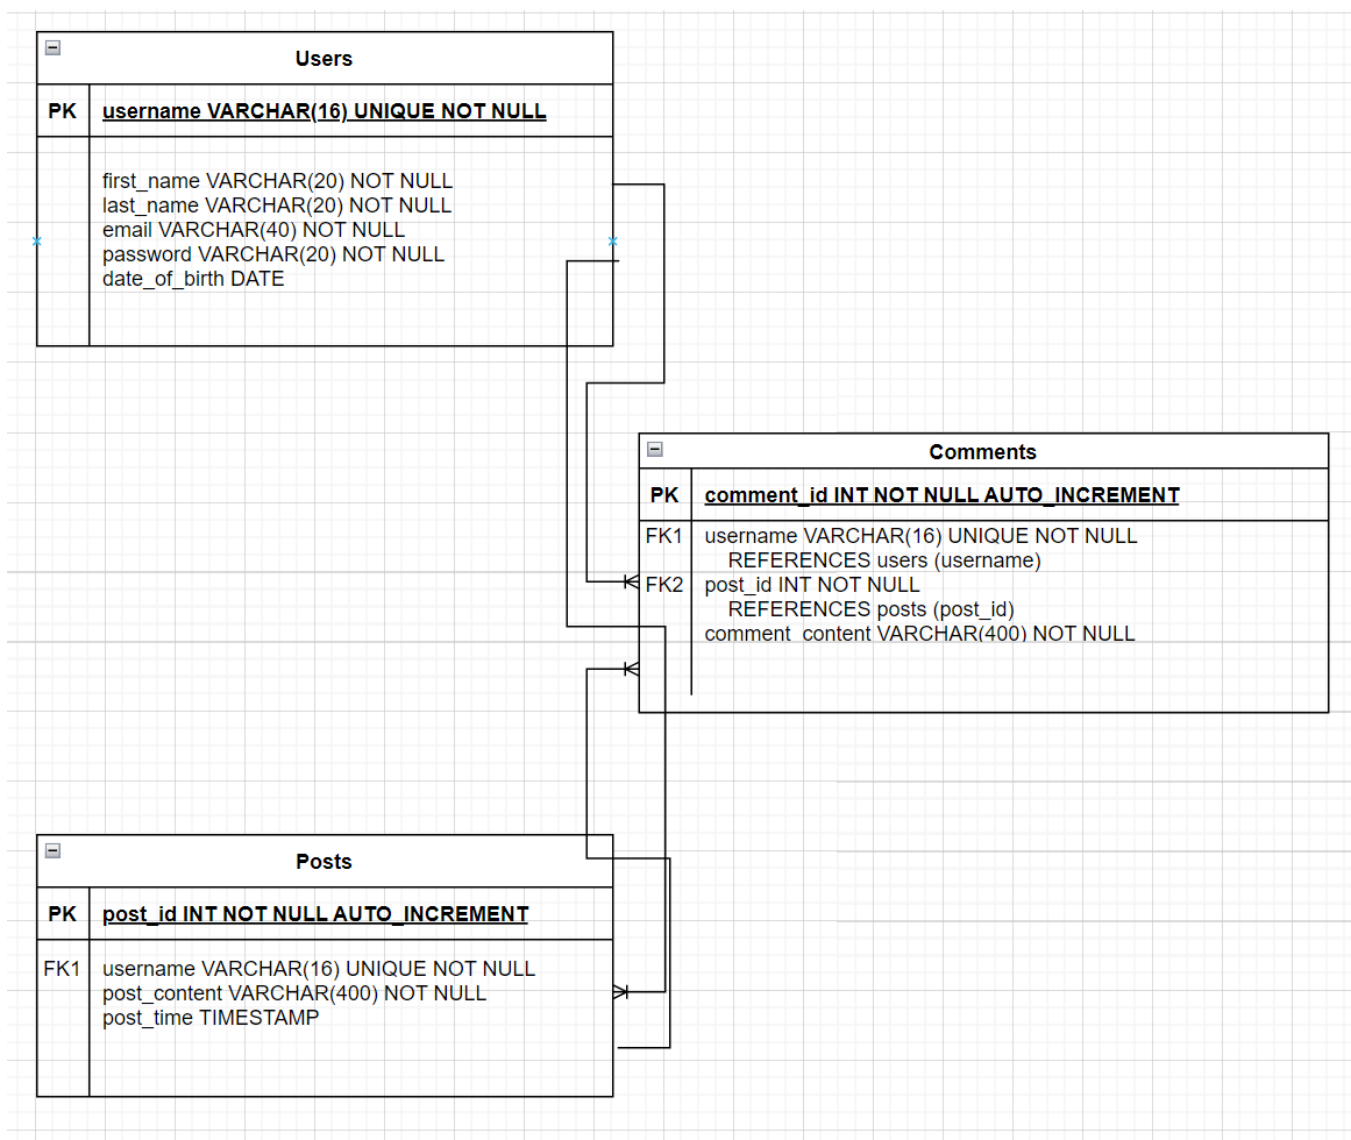 Users
PK username VARCHAR(16) UNIQUE NOT NULL
first_name VARCHAR(20) NOT NULL
last_name VARCHAR(20) NOT NULL
email VARCHAR(40) NOT NULL
password VARCHAR(20) NOT NULL
date_of_birth DATE
Comments
PK comment_id INT NOT NULL AUTO_INCREMENT
FK1 username VARCHAR(16) UNIQUE NOT NULL
REFERENCES users (username)
FK2 post_id INT NOT NULL
REFERENCES posts (post_id)
comment_content VARCHAR(400) NOT NULL
Posts
PK post_id INT NOT NULL AUTO_INCREMENT
FK1 username VARCHAR(16) UNIQUE NOT NULL
post_content VARCHAR(400) NOT NULL
post_time TIMESTAMP